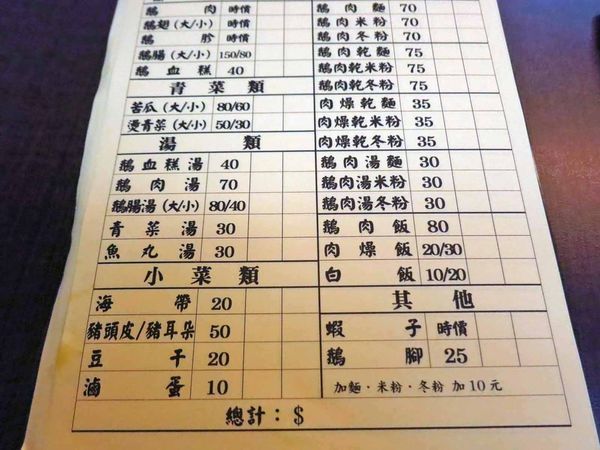 鵝肉 時價
鵝翅(大/小) 時價
鵝胗 時價
鵝腸(大/小) 150/80
鵝血糕 40
青菜類
苦瓜(大/小) 80/60
燙青菜(大/小) 50/30
湯類
鵝血糕湯 40
鵝肉湯 70
鵝腸湯(大/小) 80/40
青菜湯 30
魚丸湯 30
小菜類
海帶 20
豬頭皮/豬耳朵 50
豆干 20
滷蛋 10
鵝肉麵 70
鵝肉米粉 70
鵝肉冬粉 70
鵝肉乾麵 75
鵝肉乾米粉 75
鵝肉乾冬粉 75
肉燥乾麵 35
肉燥乾米粉 35
肉燥乾冬粉 35
鵝肉湯麵 30
鵝肉湯米粉 30
鵝肉湯冬粉 30
鵝肉飯 80
肉燥飯 20/30
白飯 10/20
其他
蝦子 時價
鵝腳 25
加麵·米粉·冬粉 加10元
總計：$